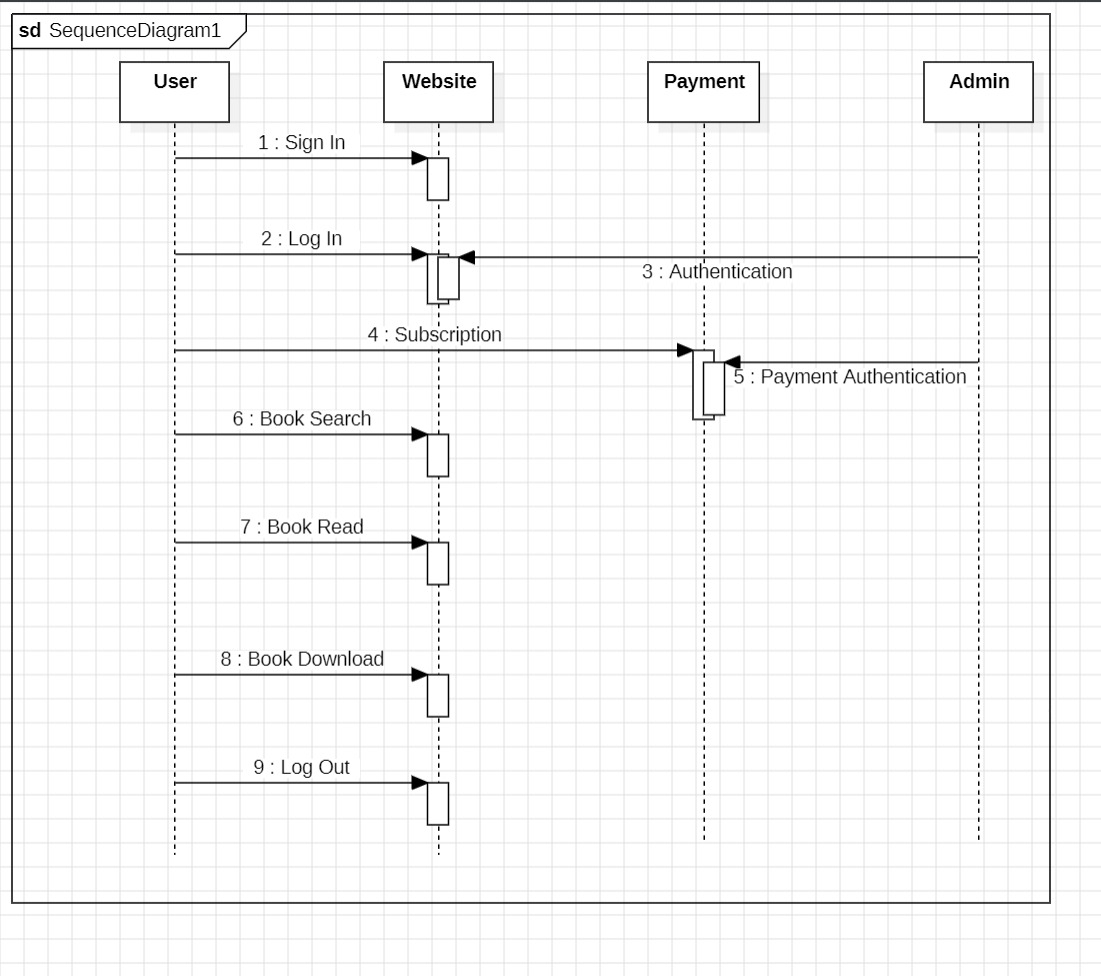 sd SequenceDiagram1
User
Website
Payment
Admin
1 : Sign In
2 : Log In
3 : Authentication
4 : Subscription
5 : Payment Authentication
6 : Book Search
7 : Book Read
8 : Book Download
9 : Log Out